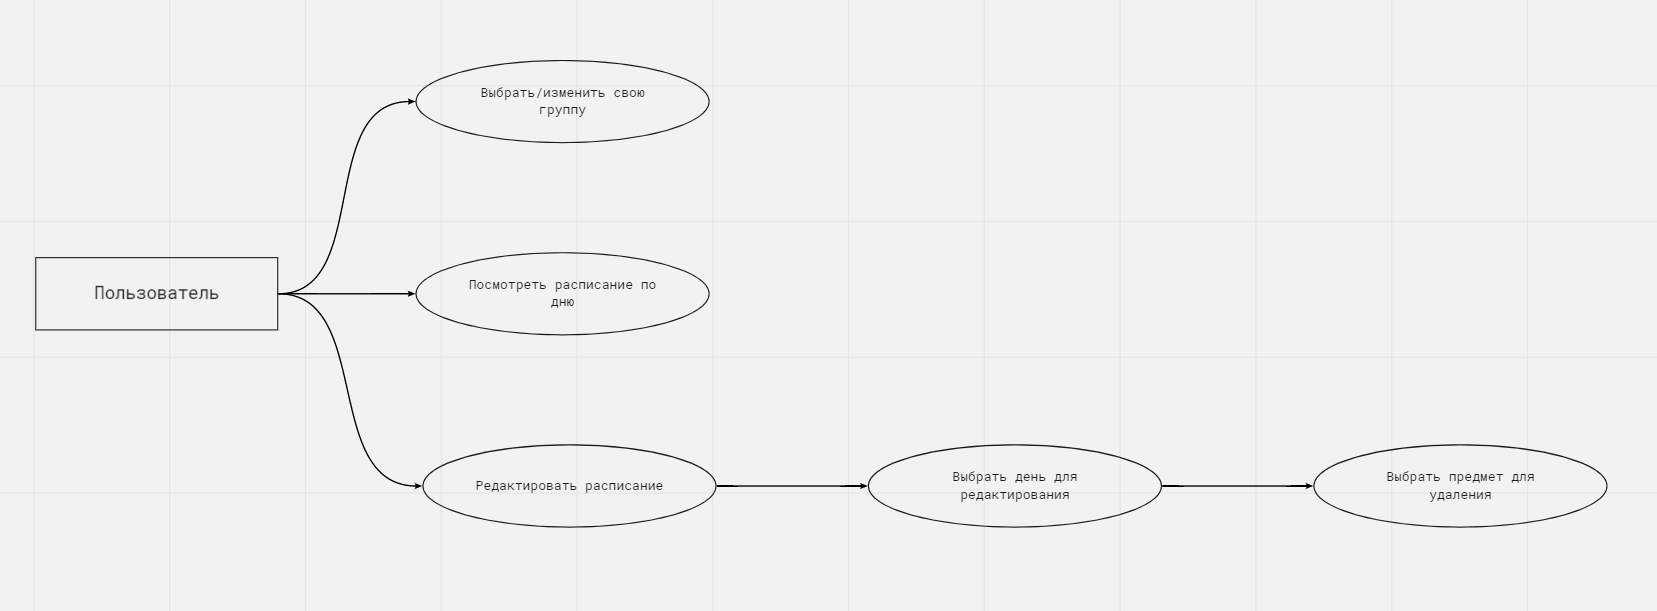 Выбрать/изменить свою
группу
Пользователь
Посмотреть расписание по
дню
Редактировать расписание
Выбрать день для
редактирования
Выбрать предмет для
удаления